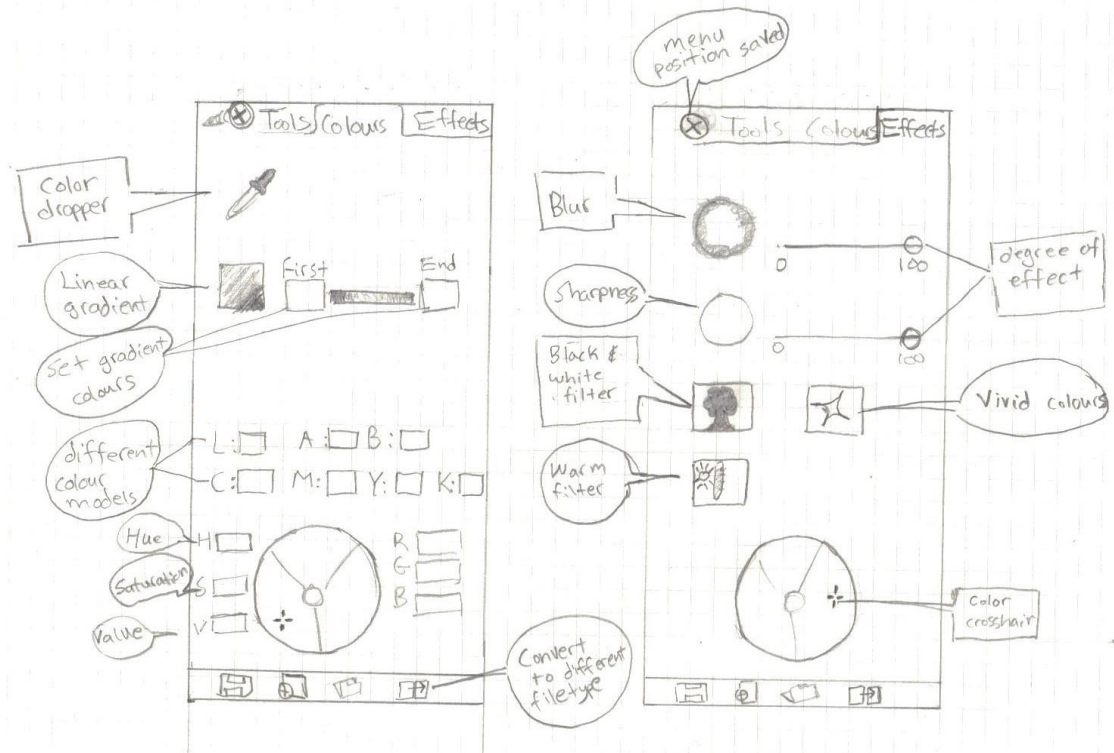 menu
position saved
Tools Colours Effects
Color
dropper
Linear
gradient
First
End
Set gradient
colours
different
colour
models
L: A: B:
C: M: Y: K:
Hue
H
Saturation
S
Value
V
R
G
B
Convert
to different
filetype
Tools Colours Effects
Blur
0
100
degree of
effect
Sharpness
0
100
Black &
white
filter
Vivid colours
Warm
filter
Color
crosshair